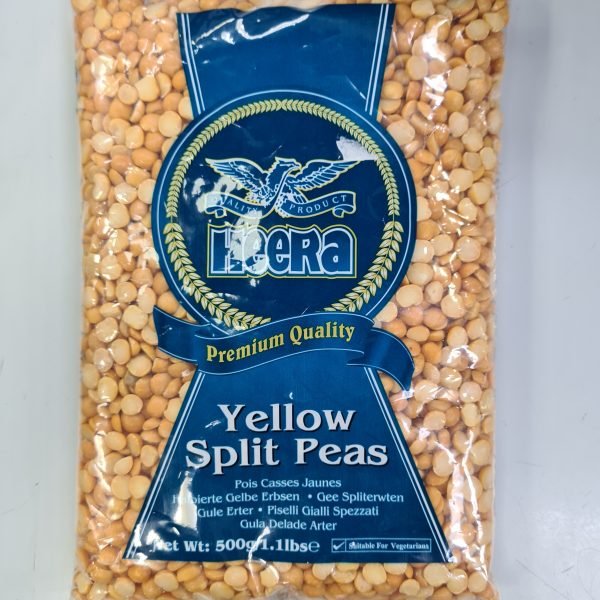 QUALITY PRODUCT
HEERA
Premium Quality
Yellow
Split Peas
Pois Casses Jaunes
Halbierte Gelbe Erbsen • Gee Spliterwten
Gule Erter • Piselli Gialli Spezzati
Gula Delade Arter
Net Wt: 500g/1.1lbs℮
Suitable For Vegetarians